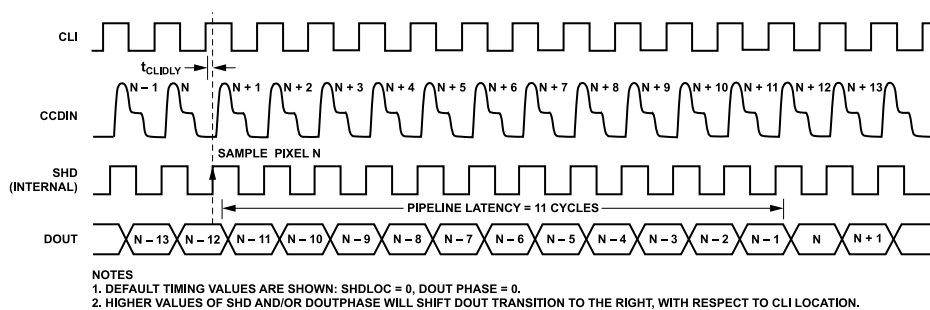 CLI
tCLIDLY
N – 1 N N + 1 N + 2 N + 3 N + 4 N + 5 N + 6 N + 7 N + 8 N + 9 N + 10 N + 11 N + 12 N + 13
CCDIN
SAMPLE PIXEL N
SHD
(INTERNAL)
PIPELINE LATENCY = 11 CYCLES
DOUT N – 13 N – 12 N – 11 N – 10 N – 9 N – 8 N – 7 N – 6 N – 5 N – 4 N – 3 N – 2 N – 1 N N + 1
NOTES
1. DEFAULT TIMING VALUES ARE SHOWN: SHDLOC = 0, DOUT PHASE = 0.
2. HIGHER VALUES OF SHD AND/OR DOUTPHASE WILL SHIFT DOUT TRANSITION TO THE RIGHT, WITH RESPECT TO CLI LOCATION.